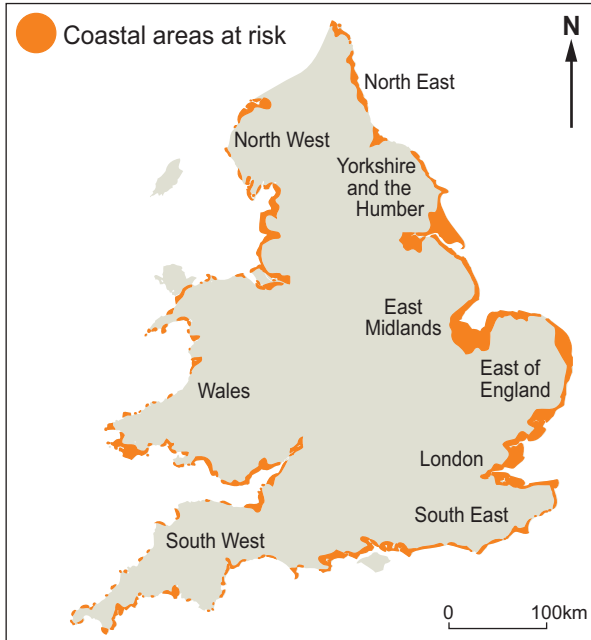 Coastal areas at risk
N
North East
North West
Yorkshire
and the
Humber
East
Midlands
East of
England
Wales
London
South East
South West
0 100km